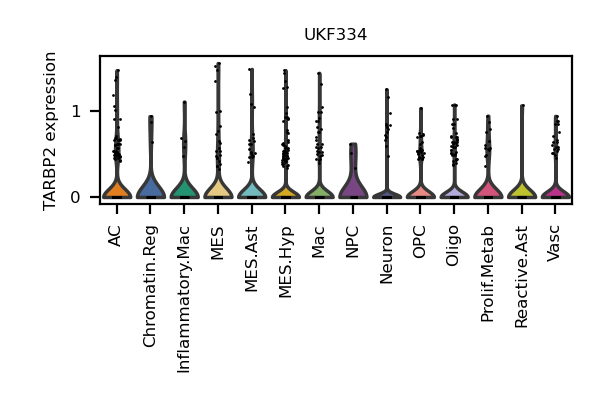 UKF334
TARBP2 expression
1
0
AC
Chromatin.Reg
Inflammatory.Mac
MES
MES.Ast
MES.Hyp
Mac
NPC
Neuron
OPC
Oligo
Prolif.Metab
Reactive.Ast
Vasc